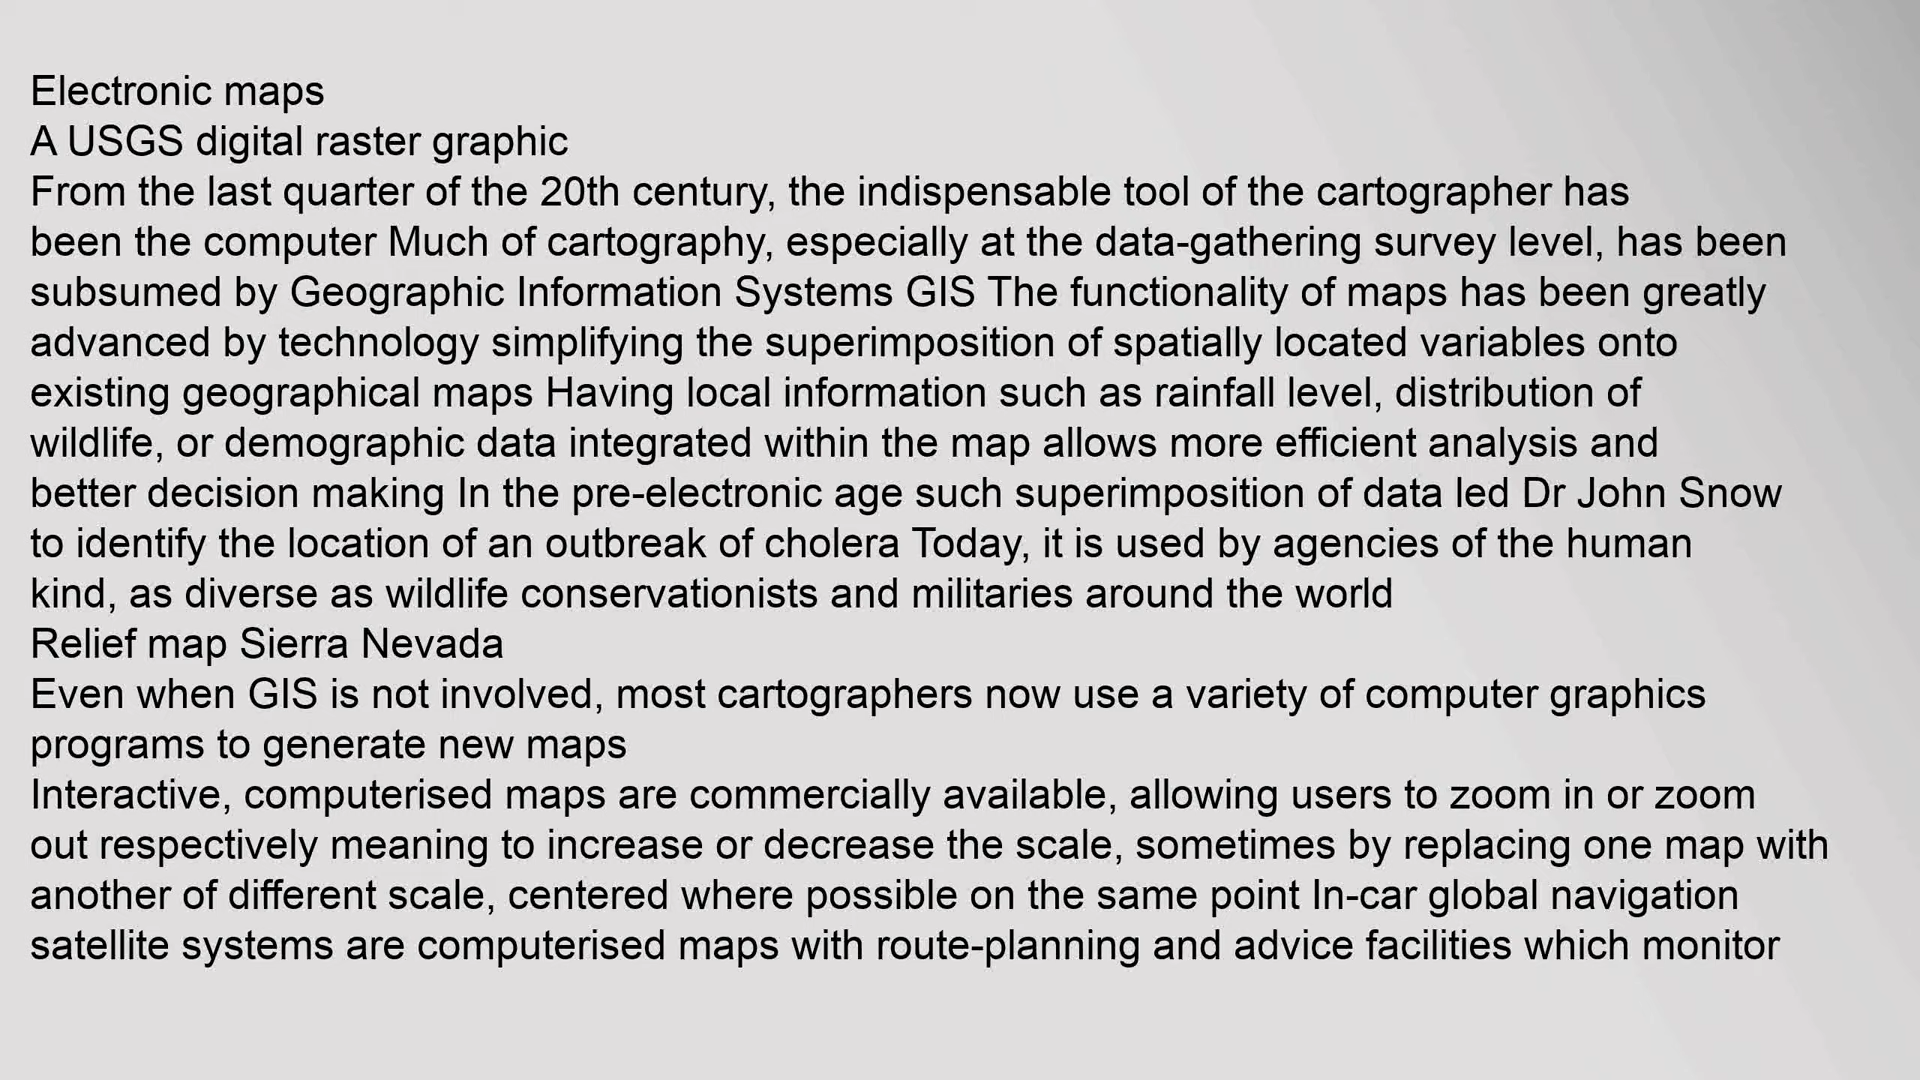 Electronic maps
A USGS digital raster graphic
From the last quarter of the 20th century, the indispensable tool of the cartographer has
been the computer Much of cartography, especially at the data-gathering survey level, has been
subsumed by Geographic Information Systems GIS The functionality of maps has been greatly
advanced by technology simplifying the superimposition of spatially located variables onto
existing geographical maps Having local information such as rainfall level, distribution of
wildlife, or demographic data integrated within the map allows more efficient analysis and
better decision making In the pre-electronic age such superimposition of data led Dr John Snow
to identify the location of an outbreak of cholera Today, it is used by agencies of the human
kind, as diverse as wildlife conservationists and militaries around the world
Relief map Sierra Nevada
Even when GIS is not involved, most cartographers now use a variety of computer graphics
programs to generate new maps
Interactive, computerised maps are commercially available, allowing users to zoom in or zoom
out respectively meaning to increase or decrease the scale, sometimes by replacing one map with
another of different scale, centered where possible on the same point In-car global navigation
satellite systems are computerised maps with route-planning and advice facilities which monitor